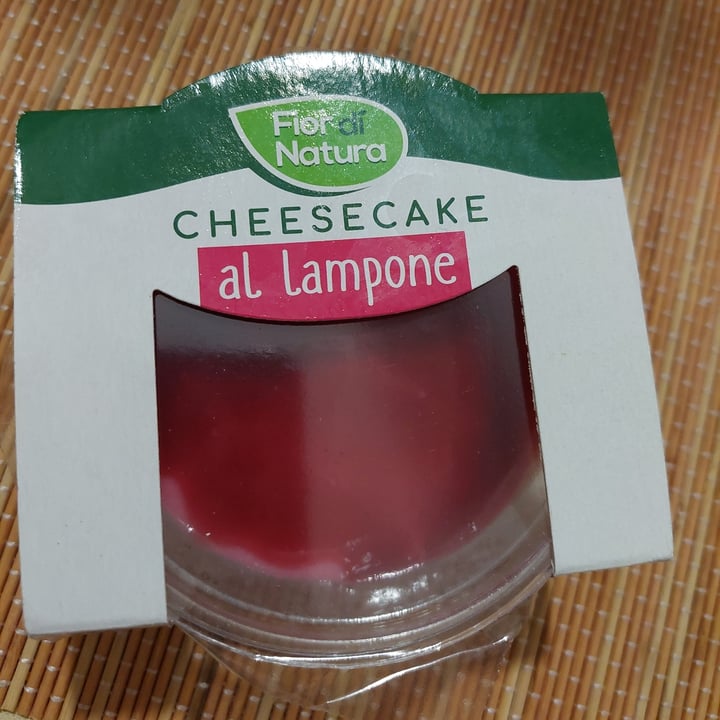 Fior di
Natura
CHEESECAKE
al lampone